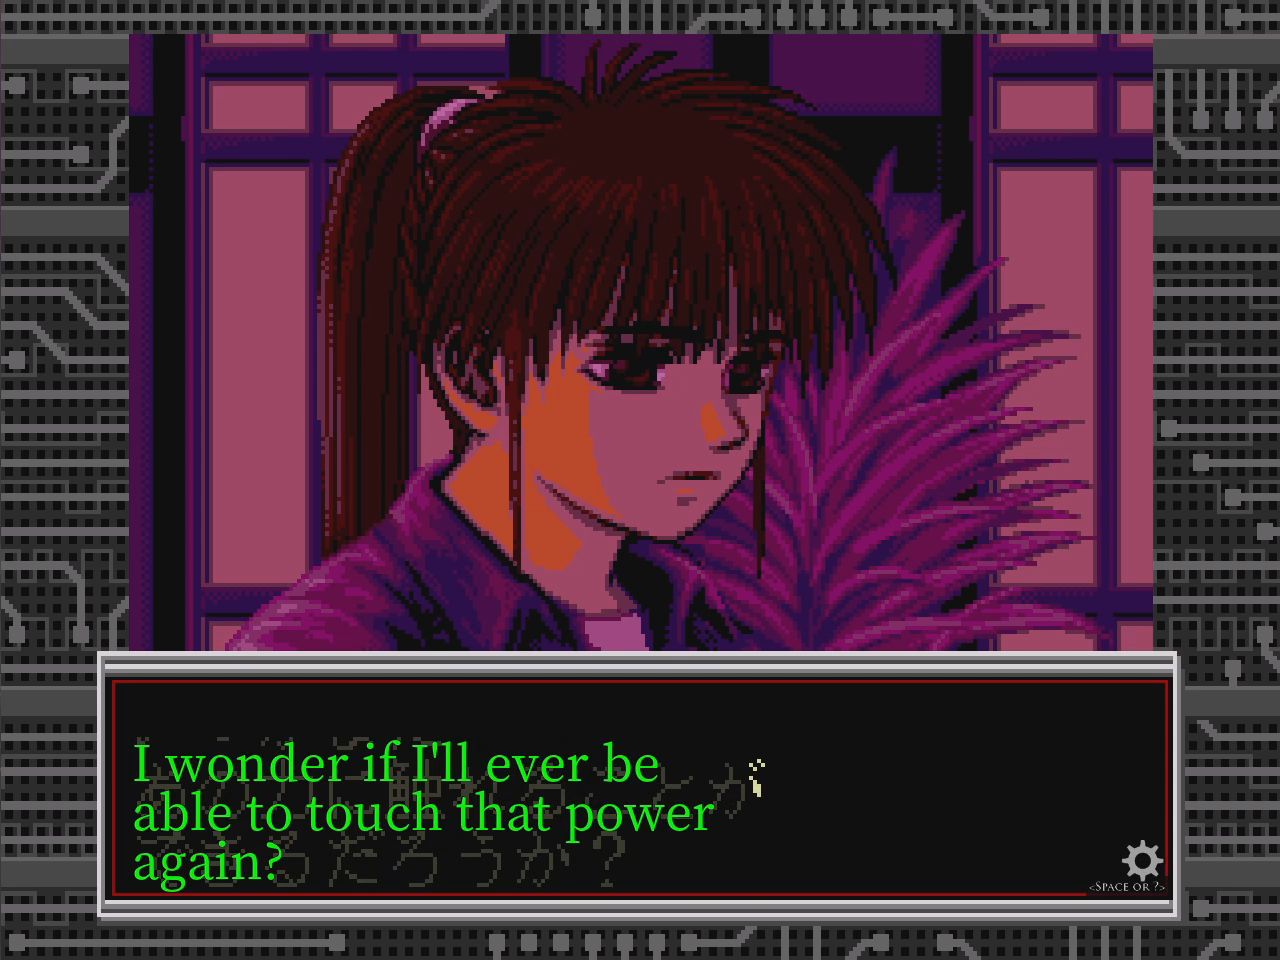 I wonder if I'll ever be
able to touch that power
again?
<SPACE OR ?>